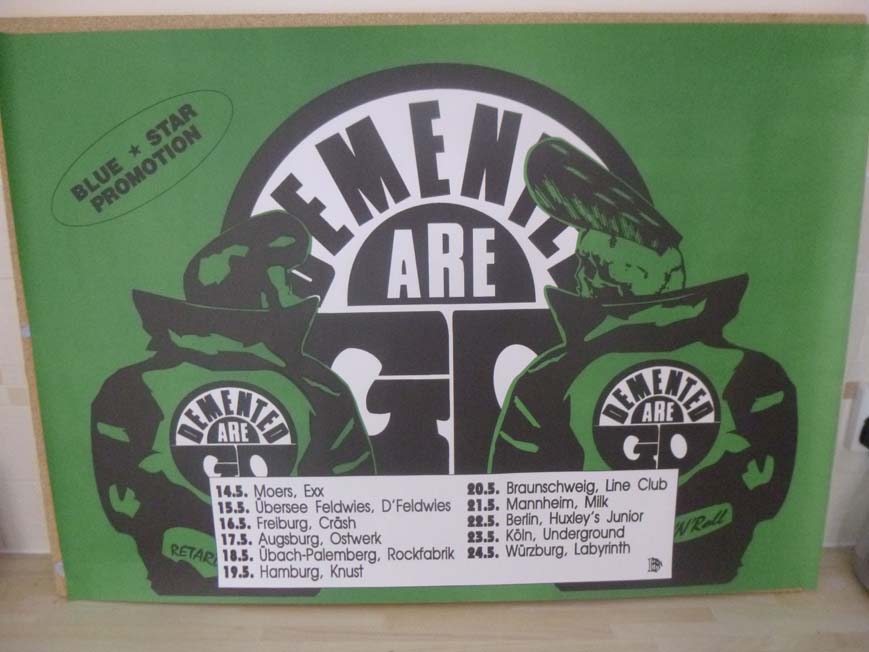 BLUE ★ STAR
PROMOTION
DEMENTED
ARE
GO
DEMENTED
ARE
GO
DEMENTED
ARE
GO
14.5. Moers, Exx
15.5. Übersee Feldwies, D'Feldwies
16.5. Freiburg, Cräsh
17.5. Augsburg, Ostwerk
18.5. Übach-Palemberg, Rockfabrik
19.5. Hamburg, Knust
20.5. Braunschweig, Line Club
21.5. Mannheim, Milk
22.5. Berlin, Huxley's Junior
23.5. Köln, Underground
24.5. Würzburg, Labyrinth
RETAR
'N'Roll